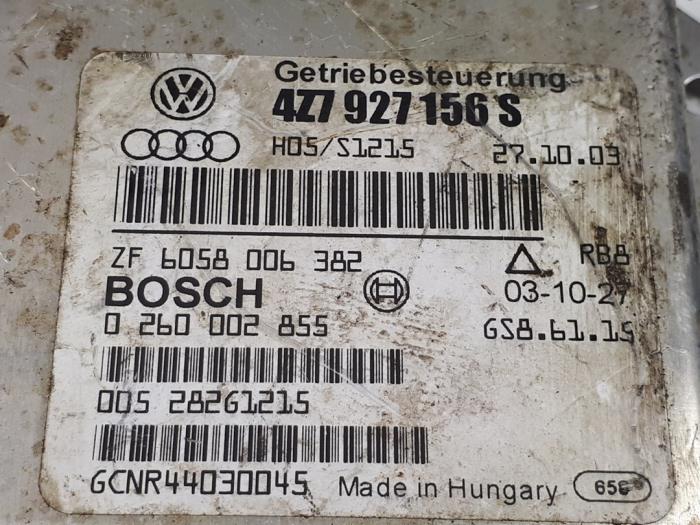 Getriebesteuerung
4Z7 927 156 S
H05/S1215 27.10.03
ZF 6058 006 382 RB8
BOSCH 03-10-27
0 260 002 855 GS8.61.15
005 28261215
GCNR44030045 Made in Hungary